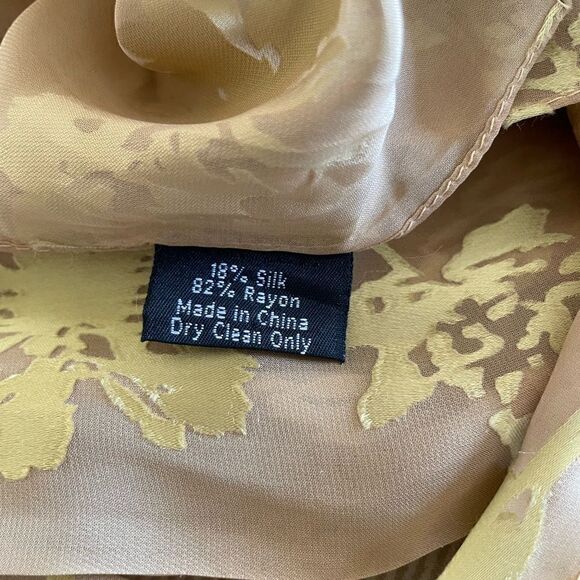 18% Silk
82% Rayon
Made in China
Dry Clean Only